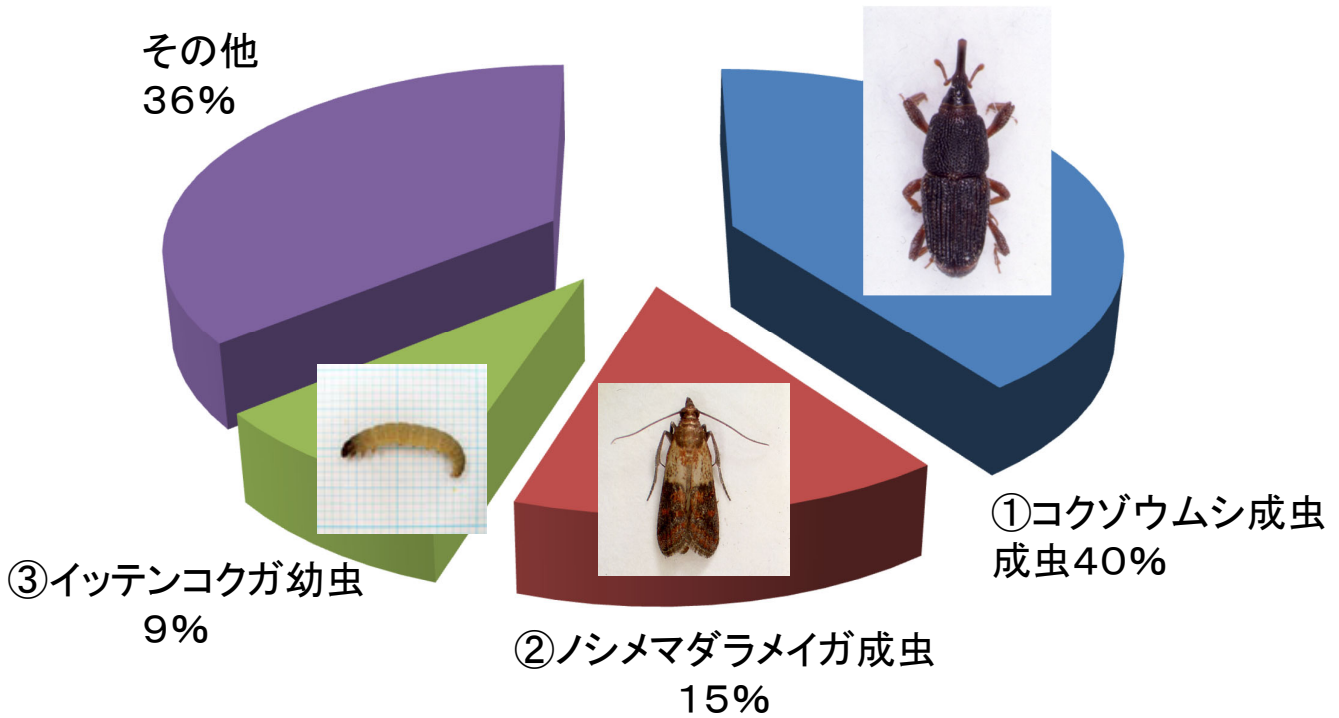 その他
36%
①コクゾウムシ成虫
成虫40%
③イッテンコクガ幼虫
9%
②ノシメマダラメイガ成虫
15%